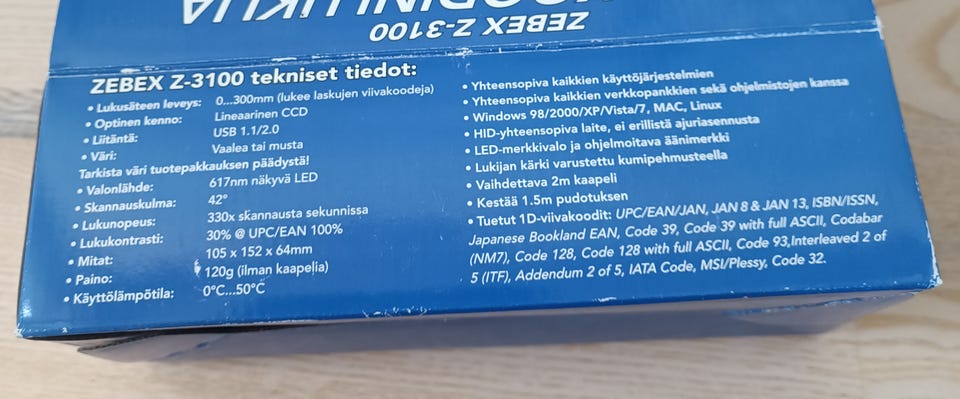 ZEBEX Z-3100
ZEBEX Z-3100 tekniset tiedot:
• Lukusäteen leveys: 0...300mm (lukee laskujen viivakoodeja)
• Optinen kenno: Lineaarinen CCD
• Liitäntä: USB 1.1/2.0
• Väri: Vaalea tai musta
Tarkista väri tuotepakkauksen päädystä!
• Valonlähde: 617nm näkyvä LED
• Skannauskulma: 42°
• Lukunopeus: 330x skannausta sekunnissa
• Lukukontrasti: 30% @ UPC/EAN 100%
• Mitat: 105 x 152 x 64mm
• Paino: 120g (ilman kaapelia)
• Käyttölämpötila: 0°C...50°C
• Yhteensopiva kaikkien käyttöjärjestelmien
• Yhteensopiva kaikkien verkkopankkien sekä ohjelmistojen kanssa
• Windows 98/2000/XP/Vista/7, MAC, Linux
• HID-yhteensopiva laite, ei erillistä ajuriasennusta
• LED-merkkivalo ja ohjelmoitava äänimerkki
• Lukijan kärki varustettu kumipehmusteella
• Vaihdettava 2m kaapeli
• Kestää 1.5m pudotuksen
• Tuetut 1D-viivakoodit: UPC/EAN/JAN, JAN 8 & JAN 13, ISBN/ISSN,
Japanese Bookland EAN, Code 39, Code 39 with full ASCII, Codabar
(NM7), Code 128, Code 128 with full ASCII, Code 93,Interleaved 2 of
5 (ITF), Addendum 2 of 5, IATA Code, MSI/Plessy, Code 32.